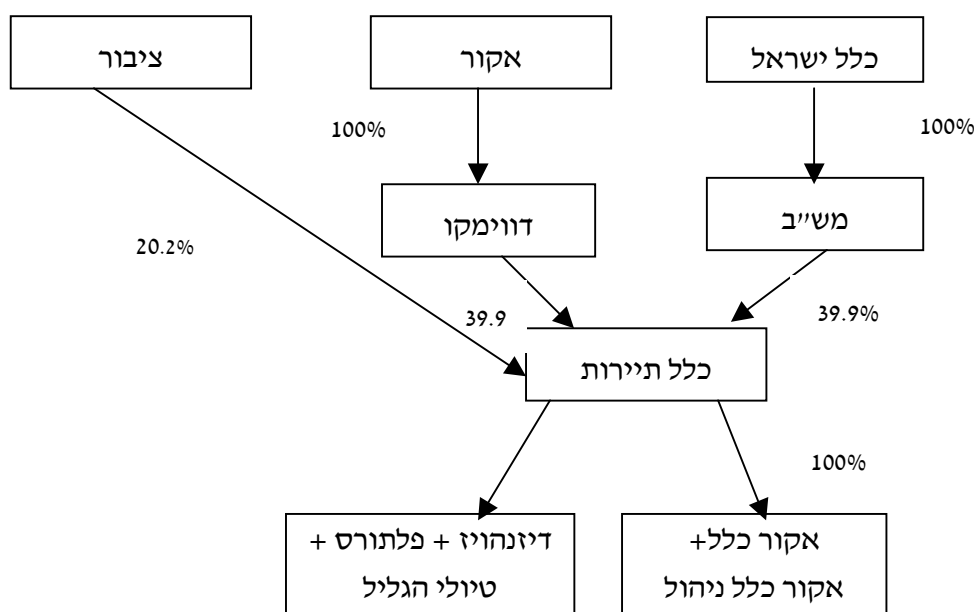 כלל ישראל
אקור
ציבור
100%
100%
מש״ב
דווימקו
20.2%
39.9%
39.9
כלל תיירות
100%
אקור כלל+
אקור כלל ניהול
דיזנהויז + פלתורס +
טיולי הגליל